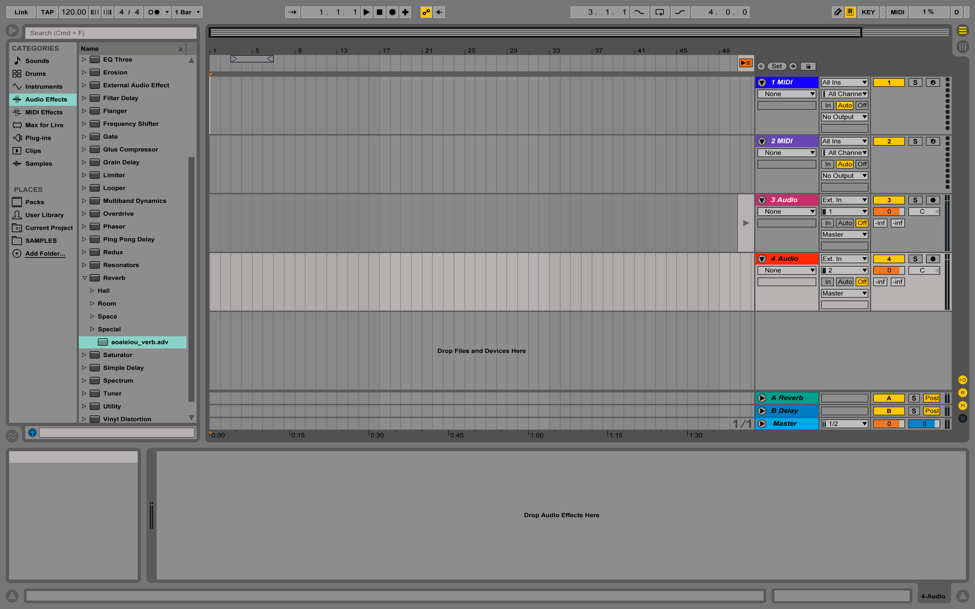 Link TAP 120.00 4 / 4 1 Bar 1. 1. 1 3. 1. 1 4. 0. 0 KEY MIDI 1 % D
Search (Cmd + F)
CATEGORIES
Sounds
Drums
Instruments
Audio Effects
MIDI Effects
Max for Live
Plug-ins
Clips
Samples
PLACES
Packs
User Library
Current Project
SAMPLES
Add Folder...
Name
EQ Three
Erosion
External Audio Effect
Filter Delay
Flanger
Frequency Shifter
Gate
Glue Compressor
Grain Delay
Limiter
Looper
Multiband Dynamics
Overdrive
Phaser
Ping Pong Delay
Redux
Resonators
Reverb
Hall
Room
Space
Special
aoaieiou_verb.adv
Saturator
Simple Delay
Spectrum
Tuner
Utility
Vinyl Distortion
1 5 9 13 17 21 25 29 33 37 41 45 49
Set
1 MIDI All Ins 1 S
None All Channe
In Auto Off
No Output
2 MIDI All Ins 2 S
None All Channe
In Auto Off
No Output
3 Audio Ext. In 3 S
None 1 0 C
In Auto Off -inf -inf
Master
4 Audio Ext. In 4 S
None 2 0 C
In Auto Off -inf -inf
Master
Drop Files and Devices Here
A Reverb A S Post
B Delay B S Post
1/1 Master 1/2 0 0
0:00 0:15 0:30 0:45 1:00 1:15 1:30
Drop Audio Effects Here
4-Audio